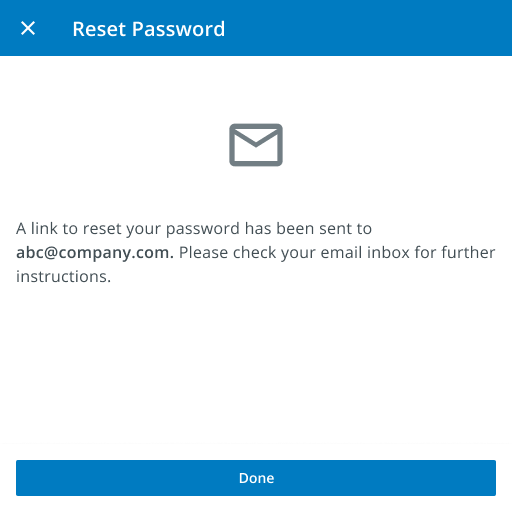 Reset Password
A link to reset your password has been sent to
abc@company.com. Please check your email inbox for further
instructions.
Done